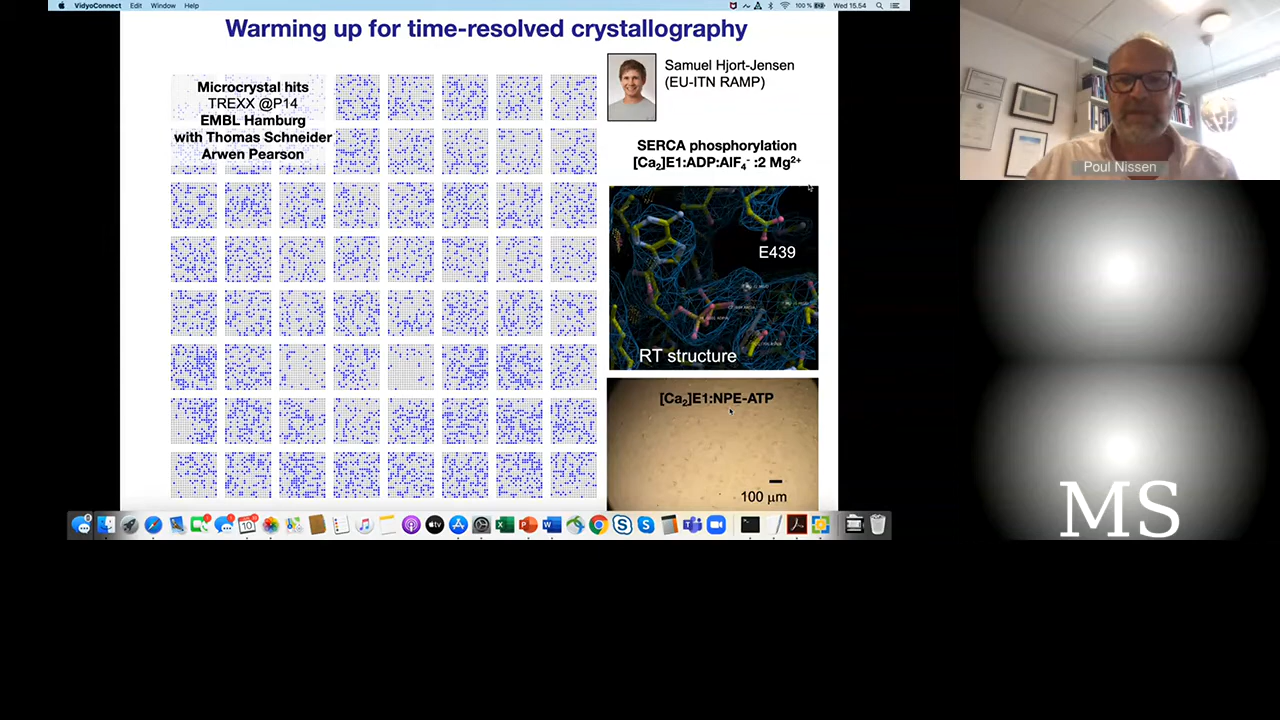 VidyoConnect Edit Window Help
100 % Wed 15.54
Warming up for time-resolved crystallography
Microcrystal hits
TREXX @P14
EMBL Hamburg
with Thomas Schneider
Arwen Pearson
Samuel Hjort-Jensen
(EU-ITN RAMP)
SERCA phosphorylation
[Ca₂]E1:ADP:AlF₄⁻ :2 Mg²⁺
E439
RT structure
[Ca₂]E1:NPE-ATP
100 μm
Poul Nissen
MS